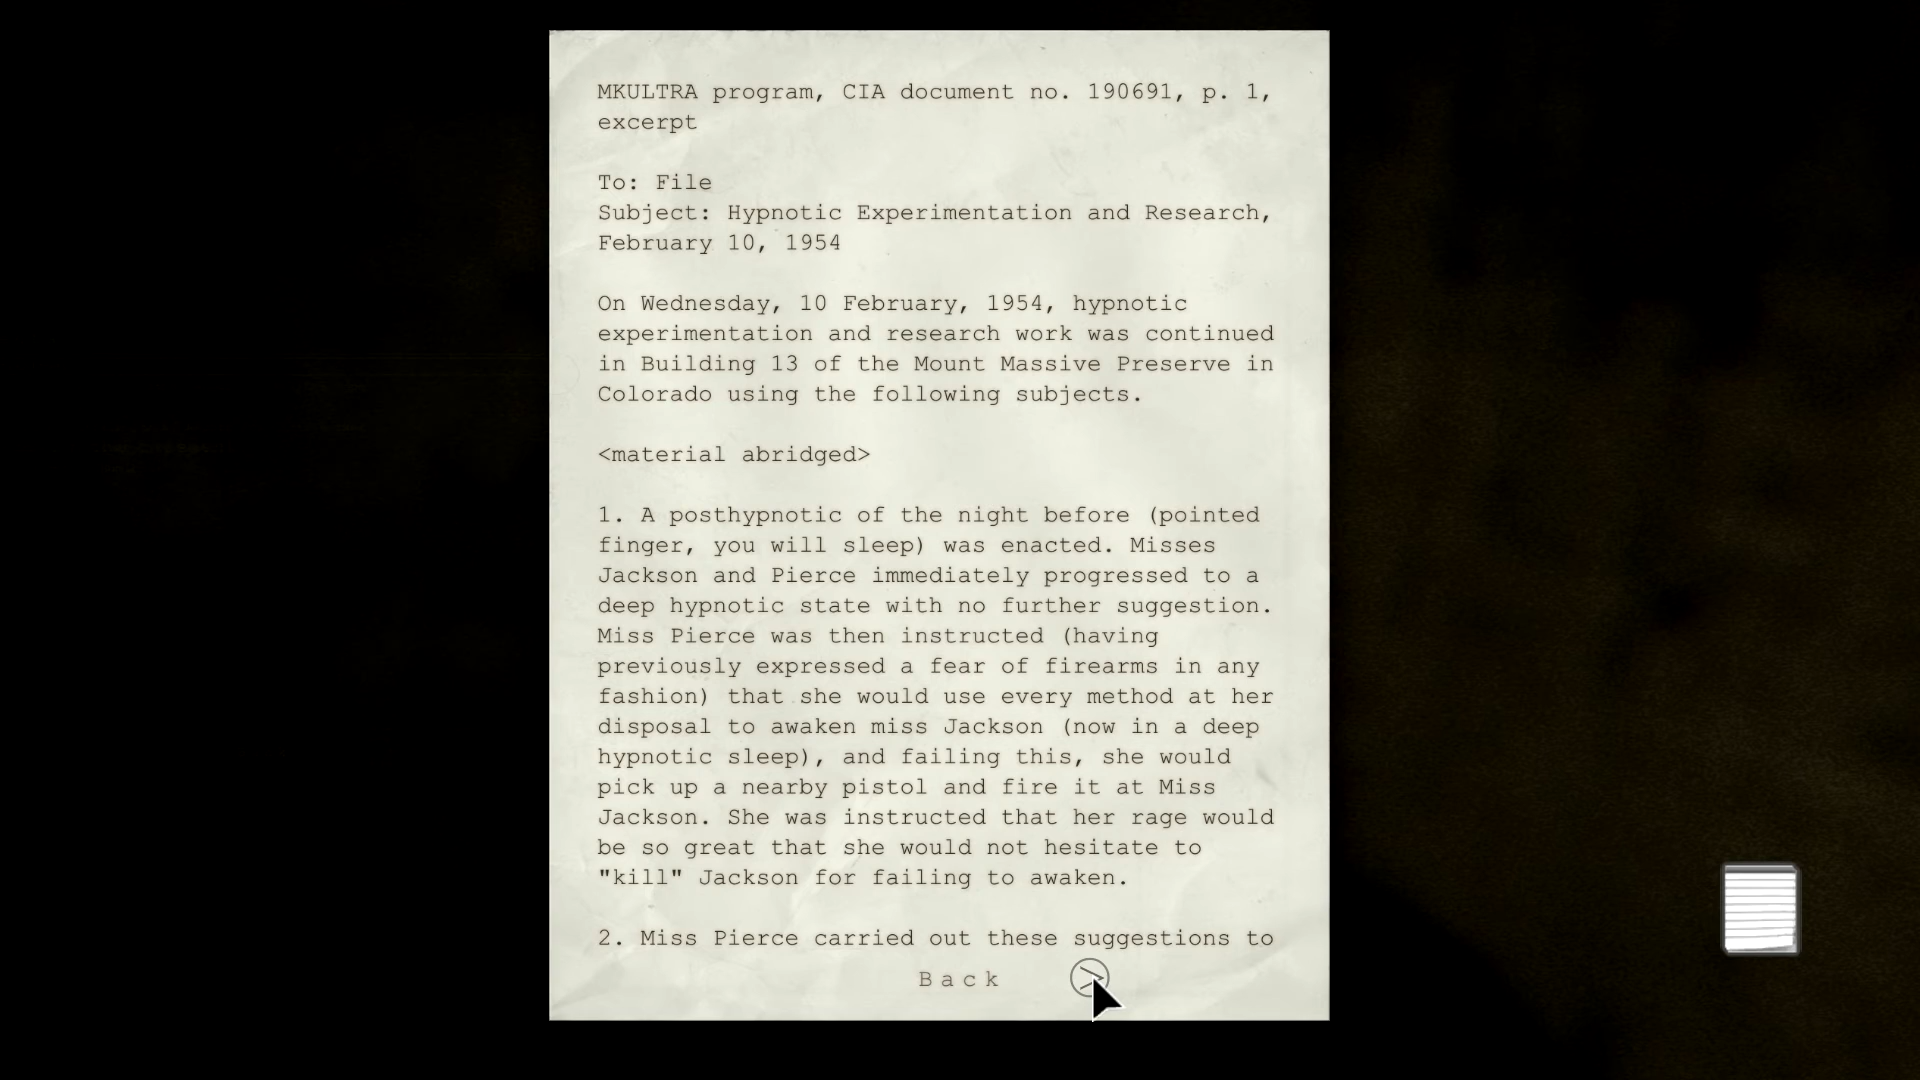 MKULTRA program, CIA document no. 190691, p. 1,
excerpt
To: File
Subject: Hypnotic Experimentation and Research,
February 10, 1954
On Wednesday, 10 February, 1954, hypnotic
experimentation and research work was continued
in Building 13 of the Mount Massive Preserve in
Colorado using the following subjects.
<material abridged>
1. A posthypnotic of the night before (pointed
finger, you will sleep) was enacted. Misses
Jackson and Pierce immediately progressed to a
deep hypnotic state with no further suggestion.
Miss Pierce was then instructed (having
previously expressed a fear of firearms in any
fashion) that she would use every method at her
disposal to awaken miss Jackson (now in a deep
hypnotic sleep), and failing this, she would
pick up a nearby pistol and fire it at Miss
Jackson. She was instructed that her rage would
be so great that she would not hesitate to
"kill" Jackson for failing to awaken.
2. Miss Pierce carried out these suggestions to
Back >